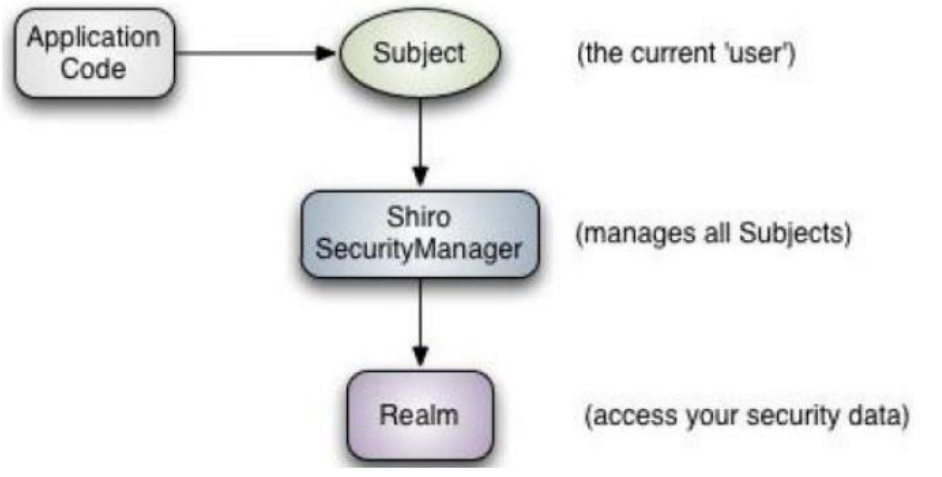 Application
Code
Subject
(the current 'user')
Shiro
SecurityManager
(manages all Subjects)
Realm
(access your security data)